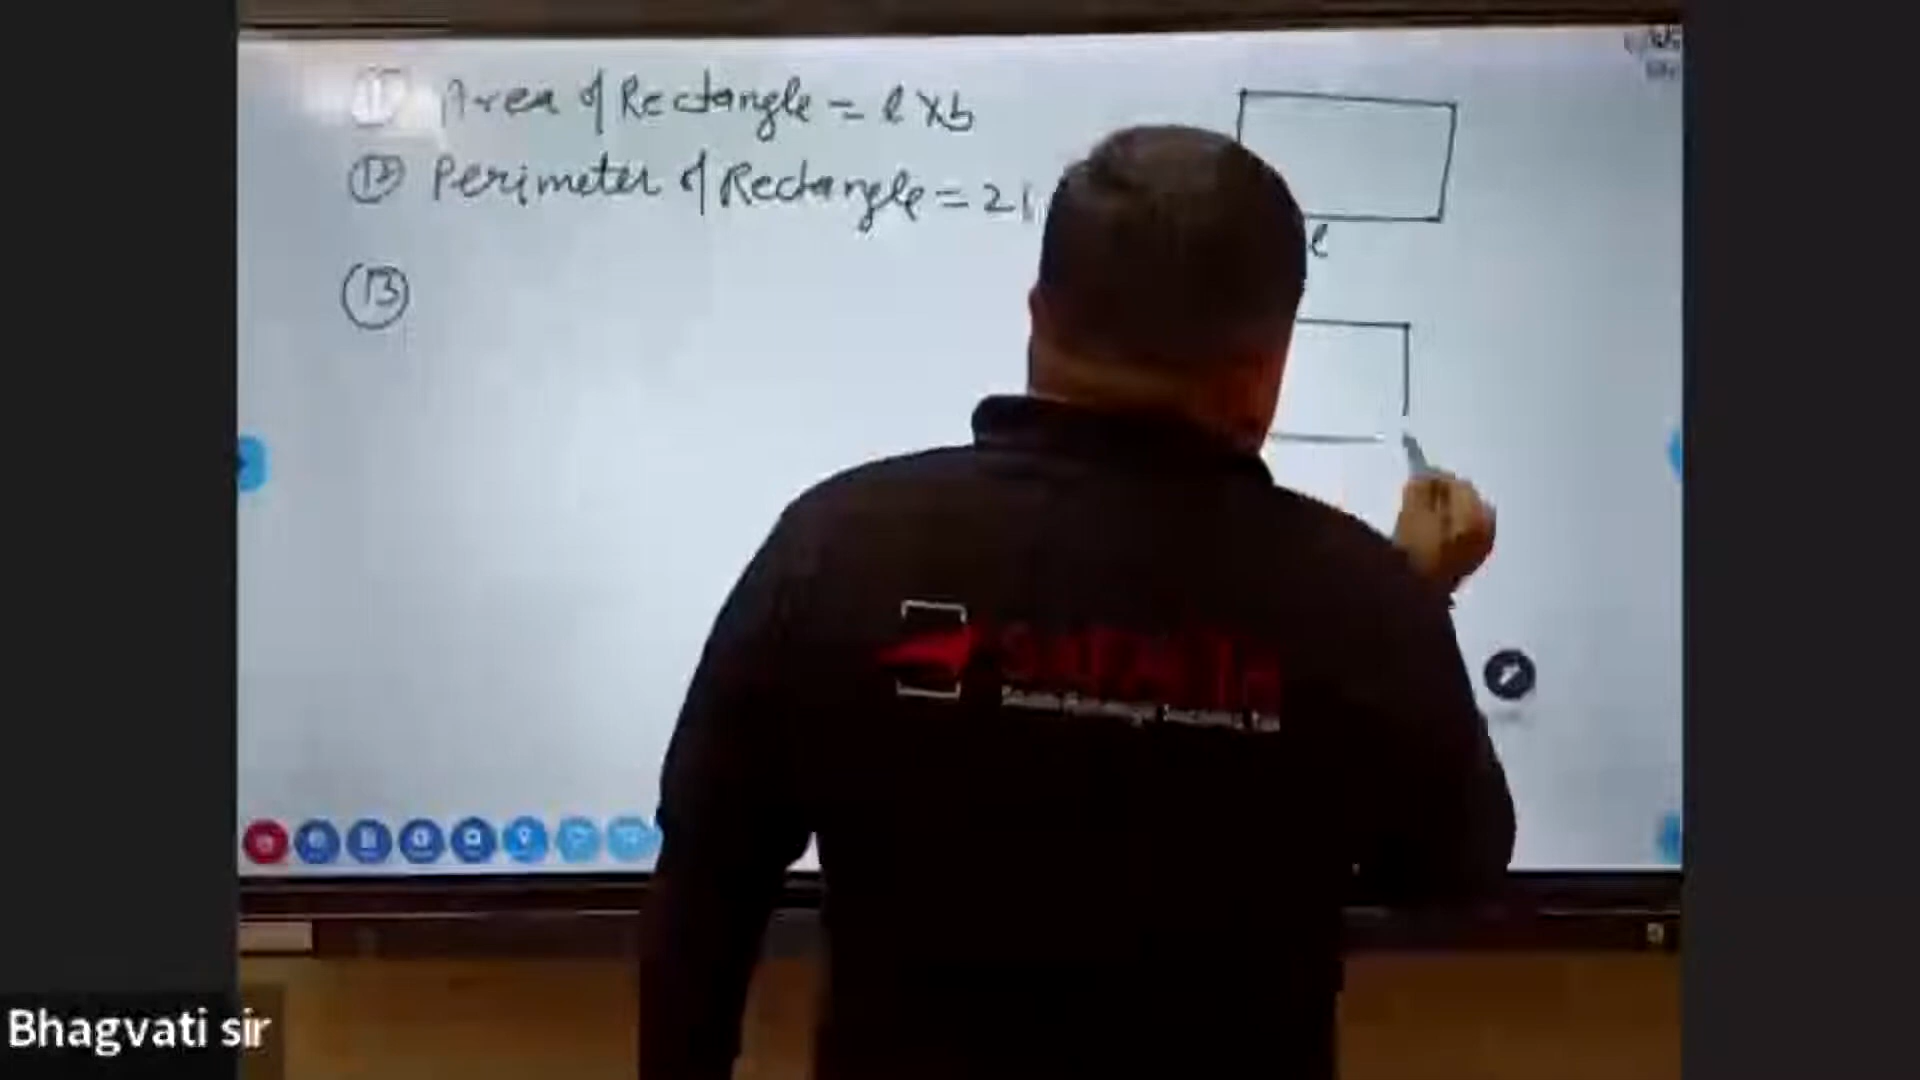 ⑪ Area of Rectangle = l × b
⑫ Perimeter of Rectangle = 2(
l
⑬
Bhagvati sir